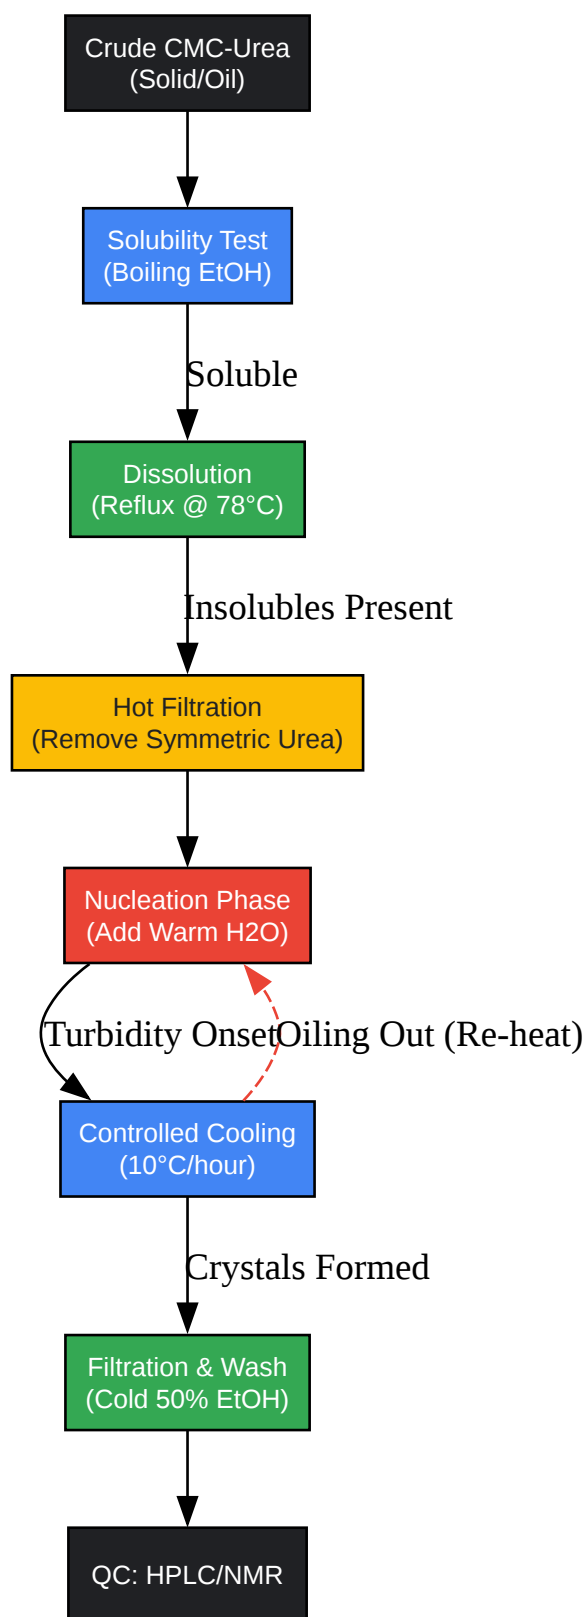 Crude CMC-Urea
(Solid/Oil)
Solubility Test
(Boiling EtOH)
Soluble
Dissolution
(Reflux @ 78°C)
Insolubles Present
Hot Filtration
(Remove Symmetric Urea)
Nucleation Phase
(Add Warm H2O)
Turbidity Onset
Oiling Out (Re-heat)
Controlled Cooling
(10°C/hour)
Crystals Formed
Filtration & Wash
(Cold 50% EtOH)
QC: HPLC/NMR